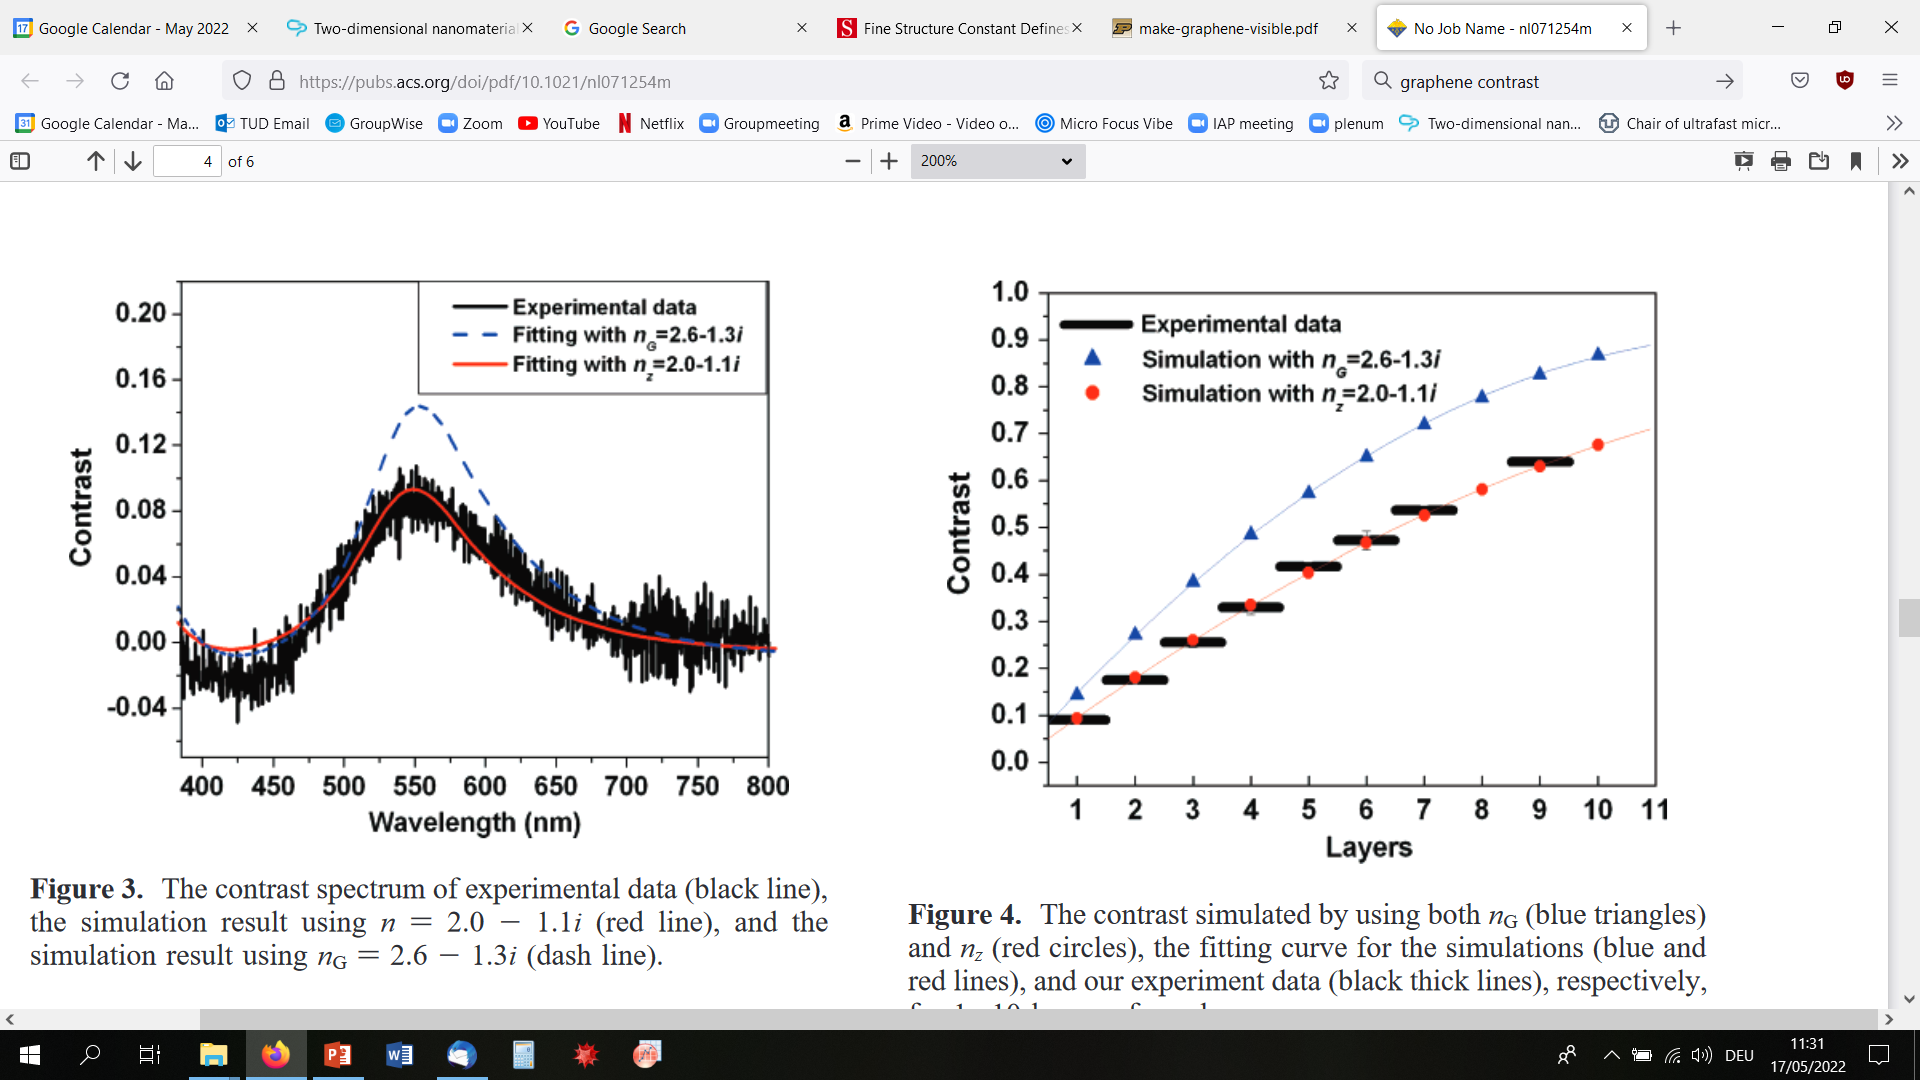 Google Calendar - May 2022
Two-dimensional nanomaterial
Google Search
Fine Structure Constant Defines
make-graphene-visible.pdf
No Job Name - nl071254m
https://pubs.acs.org/doi/pdf/10.1021/nl071254m
graphene contrast
Google Calendar - Ma...
TUD Email
GroupWise
Zoom
YouTube
Netflix
Groupmeeting
Prime Video - Video o...
Micro Focus Vibe
IAP meeting
plenum
Two-dimensional nan...
Chair of ultrafast micr...
4 of 6
200%
0.20
0.16
0.12
0.08
0.04
0.00
-0.04
Contrast
Experimental data
Fitting with nG=2.6-1.3i
Fitting with nz=2.0-1.1i
400 450 500 550 600 650 700 750 800
Wavelength (nm)
Figure 3. The contrast spectrum of experimental data (black line),
the simulation result using n = 2.0 − 1.1i (red line), and the
simulation result using nG = 2.6 − 1.3i (dash line).
1.0
0.9
0.8
0.7
0.6
0.5
0.4
0.3
0.2
0.1
0.0
Contrast
Experimental data
Simulation with nG=2.6-1.3i
Simulation with nz=2.0-1.1i
1 2 3 4 5 6 7 8 9 10 11
Layers
Figure 4. The contrast simulated by using both nG (blue triangles)
and nz (red circles), the fitting curve for the simulations (blue and
red lines), and our experiment data (black thick lines), respectively,
DEU
11:31
17/05/2022